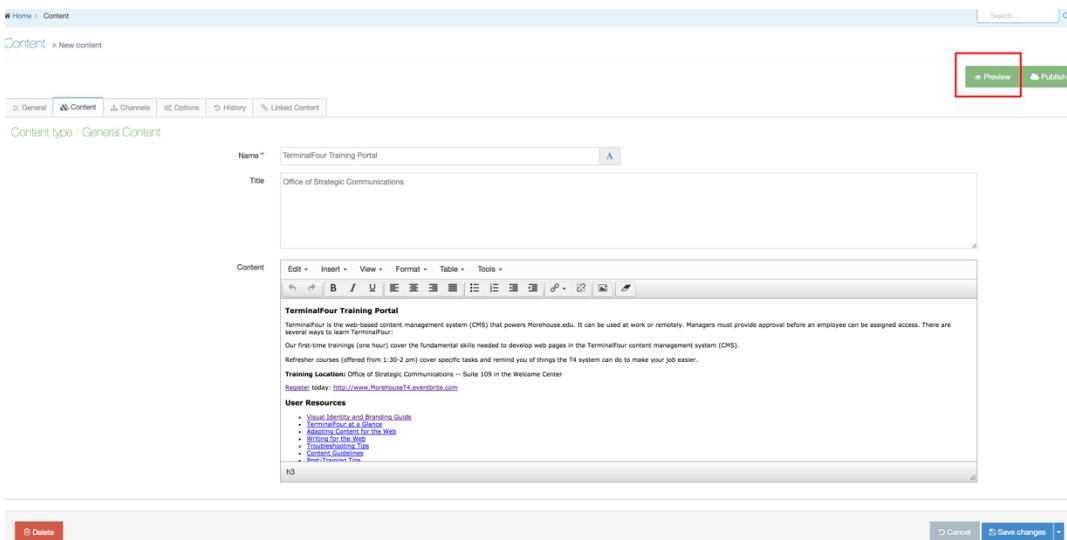 Home > Content
Search ...
Content » New content
Preview
Publish
General
Content
Channels
Options
History
Linked Content
Content type : General Content
Name *
TerminalFour Training Portal
A
Title
Office of Strategic Communications
Content
Edit
Insert
View
Format
Table
Tools
B I U
TerminalFour Training Portal
TerminalFour is the web-based content management system (CMS) that powers Morehouse.edu. It can be used at work or remotely. Managers must provide approval before an employee can be assigned access. There are
several ways to learn TerminalFour:
Our first-time trainings (one hour) cover the fundamental skills needed to develop web pages in the TerminalFour content management system (CMS).
Refresher courses (offered from 1:30-2 pm) cover specific tasks and remind you of things the T4 system can do to make your job easier.
Training Location: Office of Strategic Communications -- Suite 109 in the Welcome Center
Register today: http://www.MorehouseT4.eventbrite.com
User Resources
Visual Identity and Branding Guide
TerminalFour at a Glance
Adapting Content for the Web
Writing for the Web
Troubleshooting Tips
Content Guidelines
Post-Training Tips
h3
Delete
Cancel
Save changes